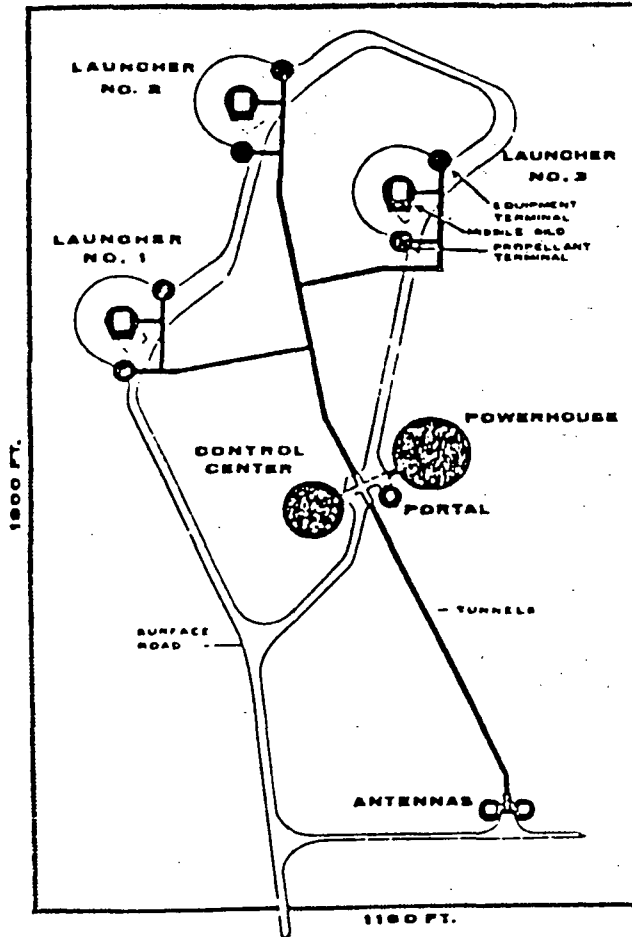 LAUNCHER
NO. 2
LAUNCHER
NO. 3
EQUIPMENT
TERMINAL
MISSILE SILO
PROPELLANT
TERMINAL
LAUNCHER
NO. 1
POWERHOUSE
CONTROL
CENTER
PORTAL
1800 FT.
TUNNELS
SURFACE
ROAD
ANTENNAS
1180 FT.